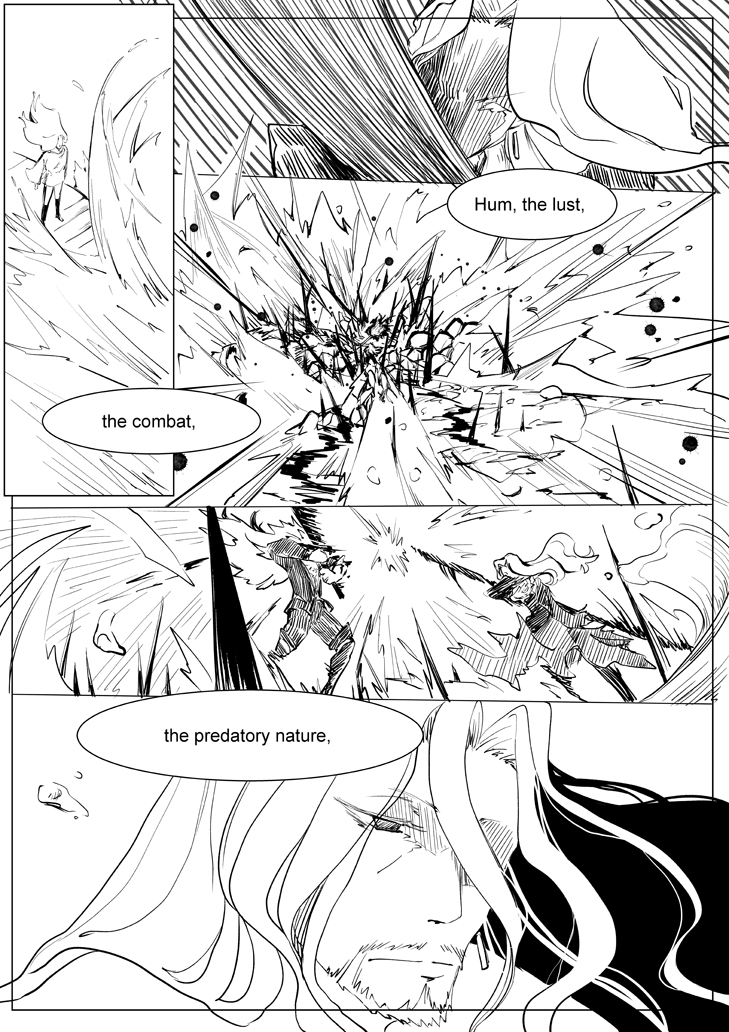 Hum, the lust,
the combat,
the predatory nature,